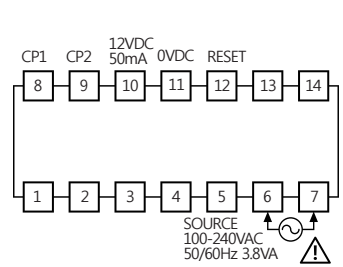 12VDC
CP1 CP2 50mA 0VDC RESET
8 9 10 11 12 13 14
1 2 3 4 5 6 7
SOURCE
100-240VAC
50/60Hz 3.8VA